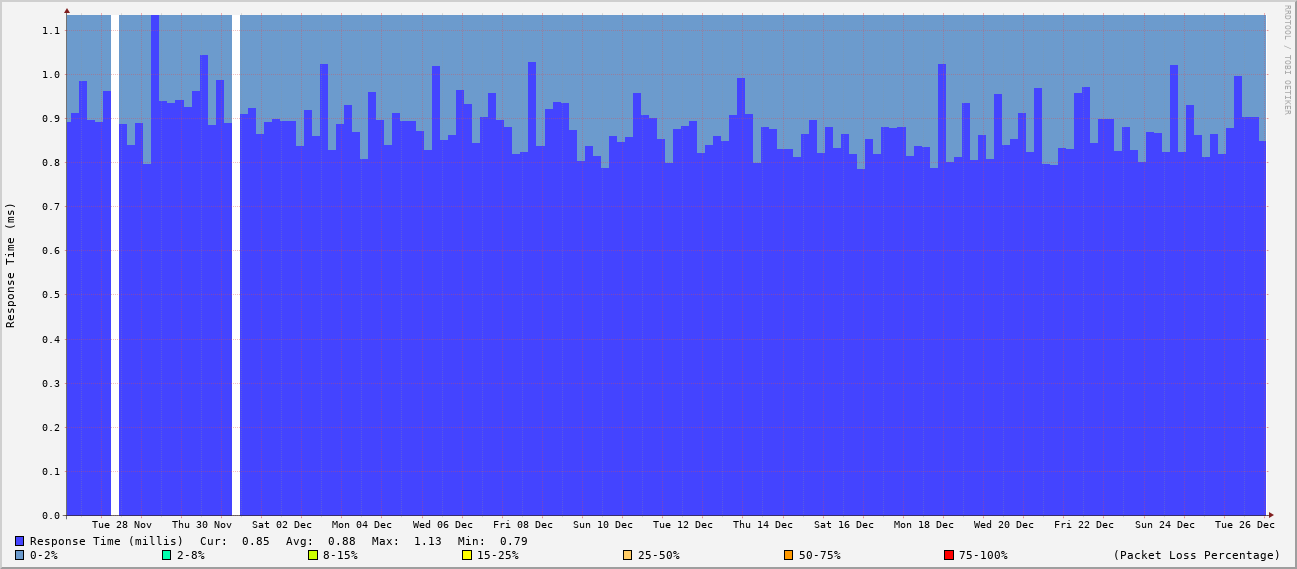 RRDTOOL / TOBI OETIKER
Response Time (ms)
1.1
1.0
0.9
0.8
0.7
0.6
0.5
0.4
0.3
0.2
0.1
0.0
Tue 28 Nov Thu 30 Nov Sat 02 Dec Mon 04 Dec Wed 06 Dec Fri 08 Dec Sun 10 Dec Tue 12 Dec Thu 14 Dec Sat 16 Dec Mon 18 Dec Wed 20 Dec Fri 22 Dec Sun 24 Dec Tue 26 Dec
Response Time (millis) Cur: 0.85 Avg: 0.88 Max: 1.13 Min: 0.79
0-2% 2-8% 8-15% 15-25% 25-50% 50-75% 75-100% (Packet Loss Percentage)